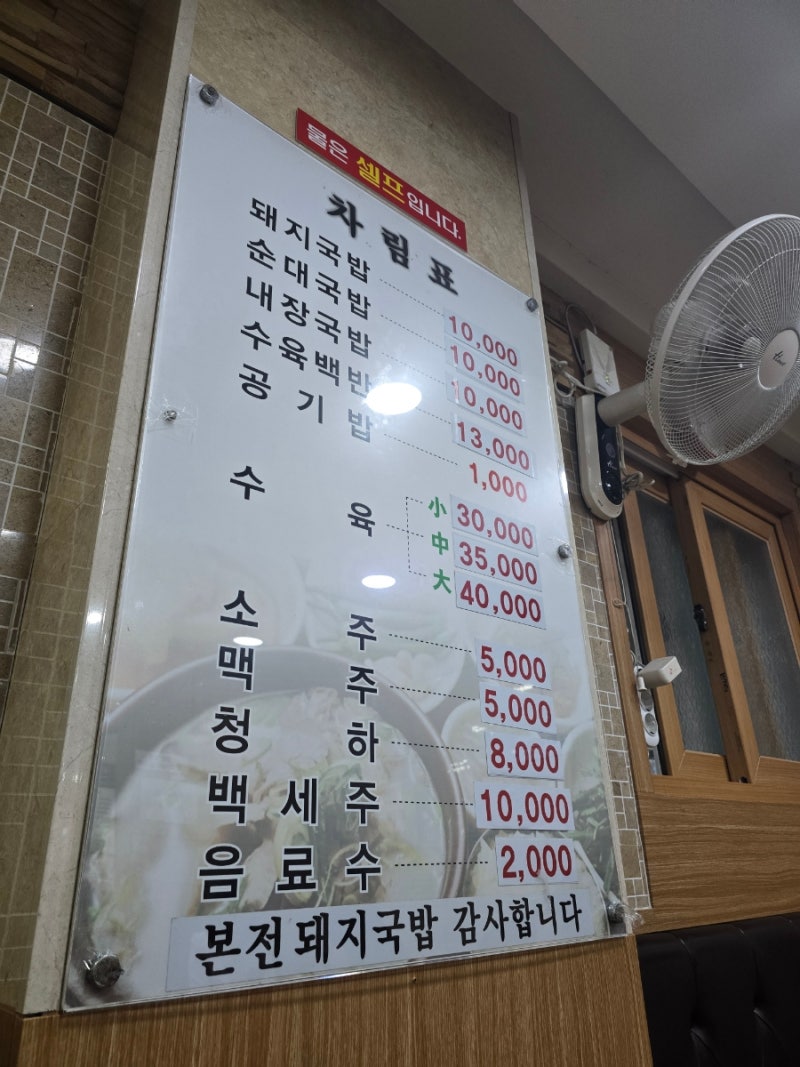 물은 셀프입니다.
차림표
돼지국밥 10,000
순대국밥 10,000
내장국밥 10,000
수육백반 13,000
공기밥 1,000
수육 小 30,000
中 35,000
大 40,000
소주 5,000
맥주 5,000
청하 8,000
백세주 10,000
음료수 2,000
본전돼지국밥 감사합니다